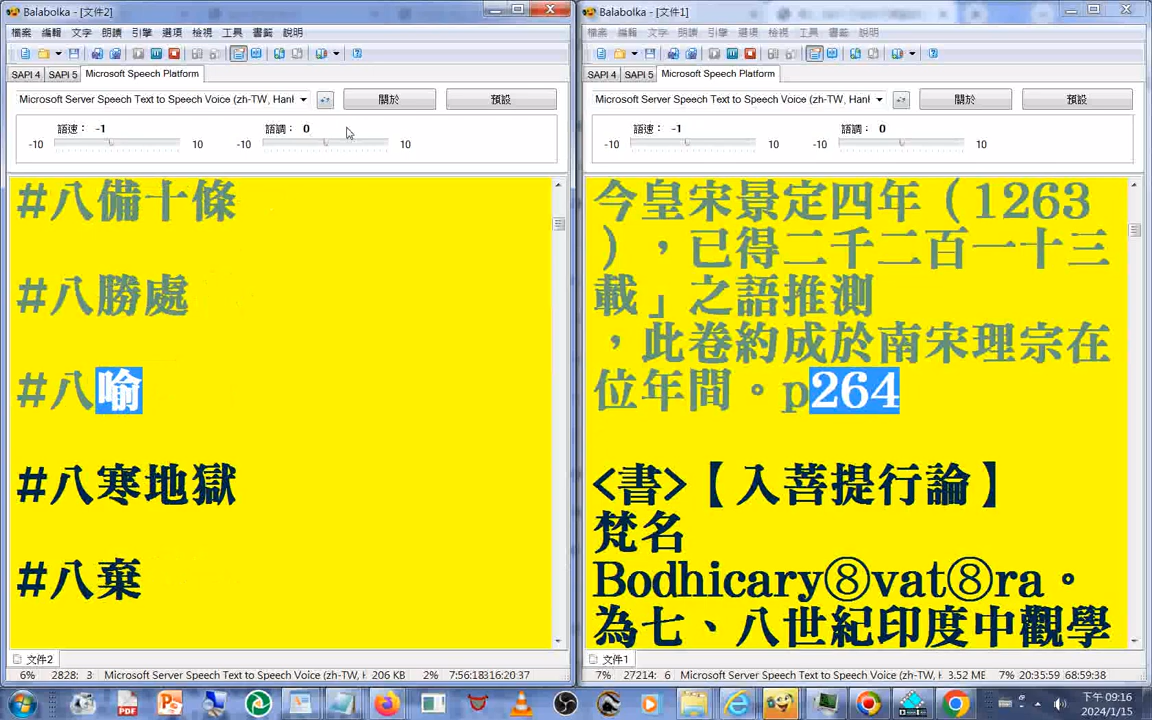 Balabolka - [文件2]
檔案 編輯 文字 朗讀 引擎 選項 檢視 工具 書籤 說明
SAPI 4 SAPI 5 Microsoft Speech Platform
Microsoft Server Speech Text to Speech Voice (zh-TW, Hanl
關於 預設
語速： -1 語調： 0
-10 10 -10 10
#八備十條
#八勝處
#八喻
#八寒地獄
#八棄
文件2
6% 2828: 3 Microsoft Server Speech Text to Speech Voice (zh-TW, H 206 KB 2% 7:56:18316:20:37
Balabolka - [文件1]
檔案 編輯 文字 朗讀 引擎 選項 檢視 工具 書籤 說明
SAPI 4 SAPI 5 Microsoft Speech Platform
Microsoft Server Speech Text to Speech Voice (zh-TW, Hanl
關於 預設
語速： -1 語調： 0
-10 10 -10 10
今皇宋景定四年（1263
），已得二千二百一十三
載」之語推測
，此卷約成於南宋理宗在
位年間。p264
<書>【入菩提行論】
梵名
Bodhicary⑧vat⑧ra。
為七、八世紀印度中觀學
文件1
7% 27214: 6 Microsoft Server Speech Text to Speech Voice (zh-TW, H 3.52 MB 7% 20:35:59 68:59:38
PDF
下午 09:16
2024/1/15